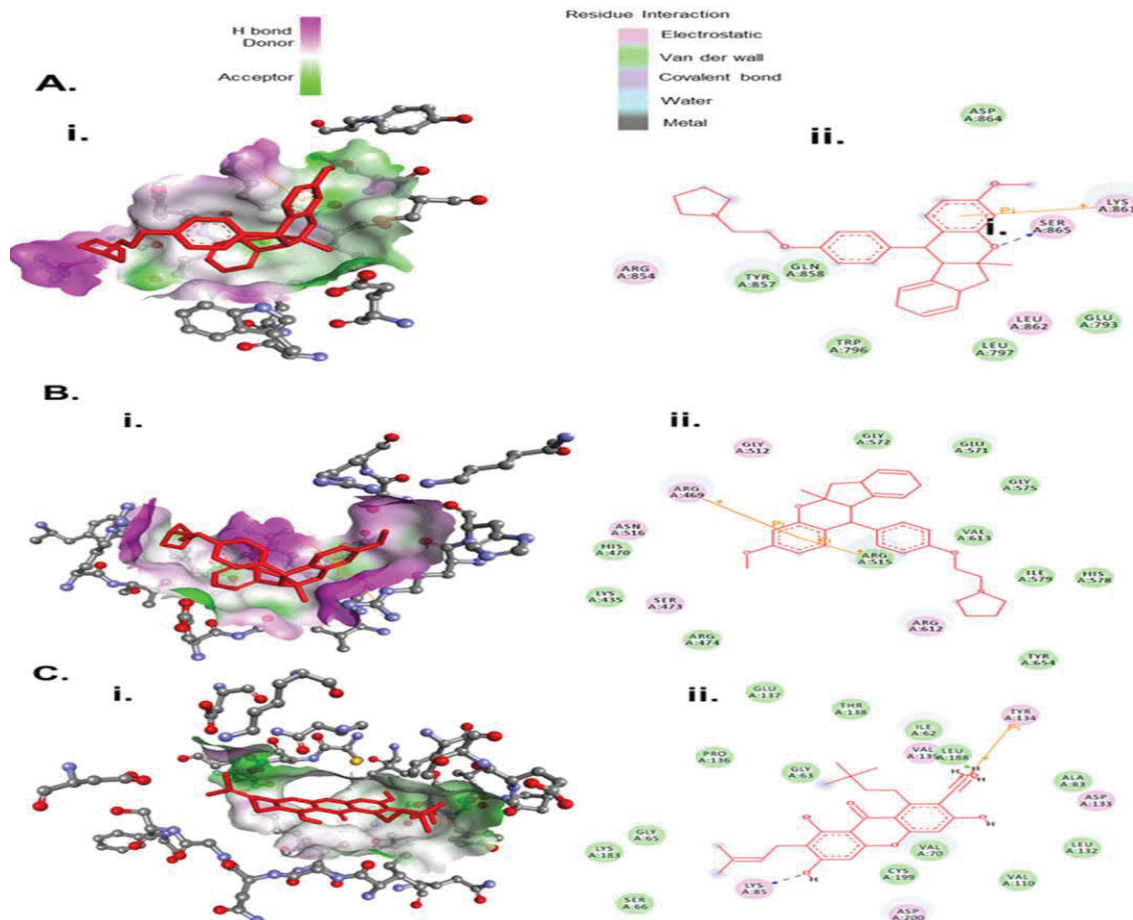 Residue Interaction
H bond
Donor
Acceptor
Electrostatic
Van der wall
Covalent bond
Water
Metal
A.
i.
ii.
ASP
A:864
Pi
LYS
A:861
i.
SER
A:865
ARG
A:854
TYR
A:857
GLN
A:858
LEU
A:862
GLU
A:793
TRP
A:796
LEU
A:797
B.
i.
ii.
GLY
A:512
GLY
A:572
GLU
A:571
ARG
A:469
GLY
A:575
Pi
ASN
A:516
HIS
A:470
ARG
A:515
VAL
A:613
ILE
A:579
HIS
A:578
LYS
A:435
SER
A:473
ARG
A:612
ARG
A:474
TYR
A:654
C.
i.
ii.
GLU
A:137
THR
A:138
ILE
A:62
TYR
A:134
Pi
PRO
A:136
VAL
A:135
LEU
A:188
GLY
A:63
H
H
H
ALA
A:83
ASP
A:133
O
O
O
H
GLY
A:65
LYS
A:183
VAL
A:70
LEU
A:132
CYS
A:199
VAL
A:110
O
H
LYS
A:85
SER
A:66
ASP
A:200